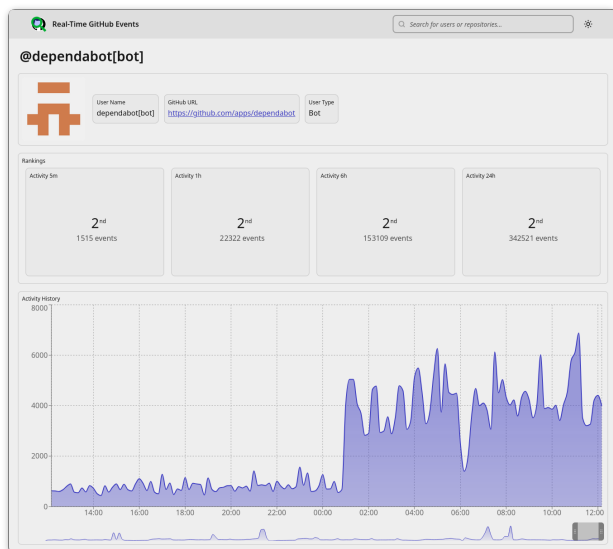 Real-Time GitHub Events
Search for users or repositories...
@dependabot[bot]
User Name
dependabot[bot]
GitHub URL
https://github.com/apps/dependabot
User Type
Bot
Rankings
Activity 5m
2nd
1515 events
Activity 1h
2nd
22322 events
Activity 6h
2nd
153109 events
Activity 24h
2nd
342521 events
Activity History
8000
6000
4000
2000
0
14:00 16:00 18:00 20:00 22:00 00:00 02:00 04:00 06:00 08:00 10:00 12:00